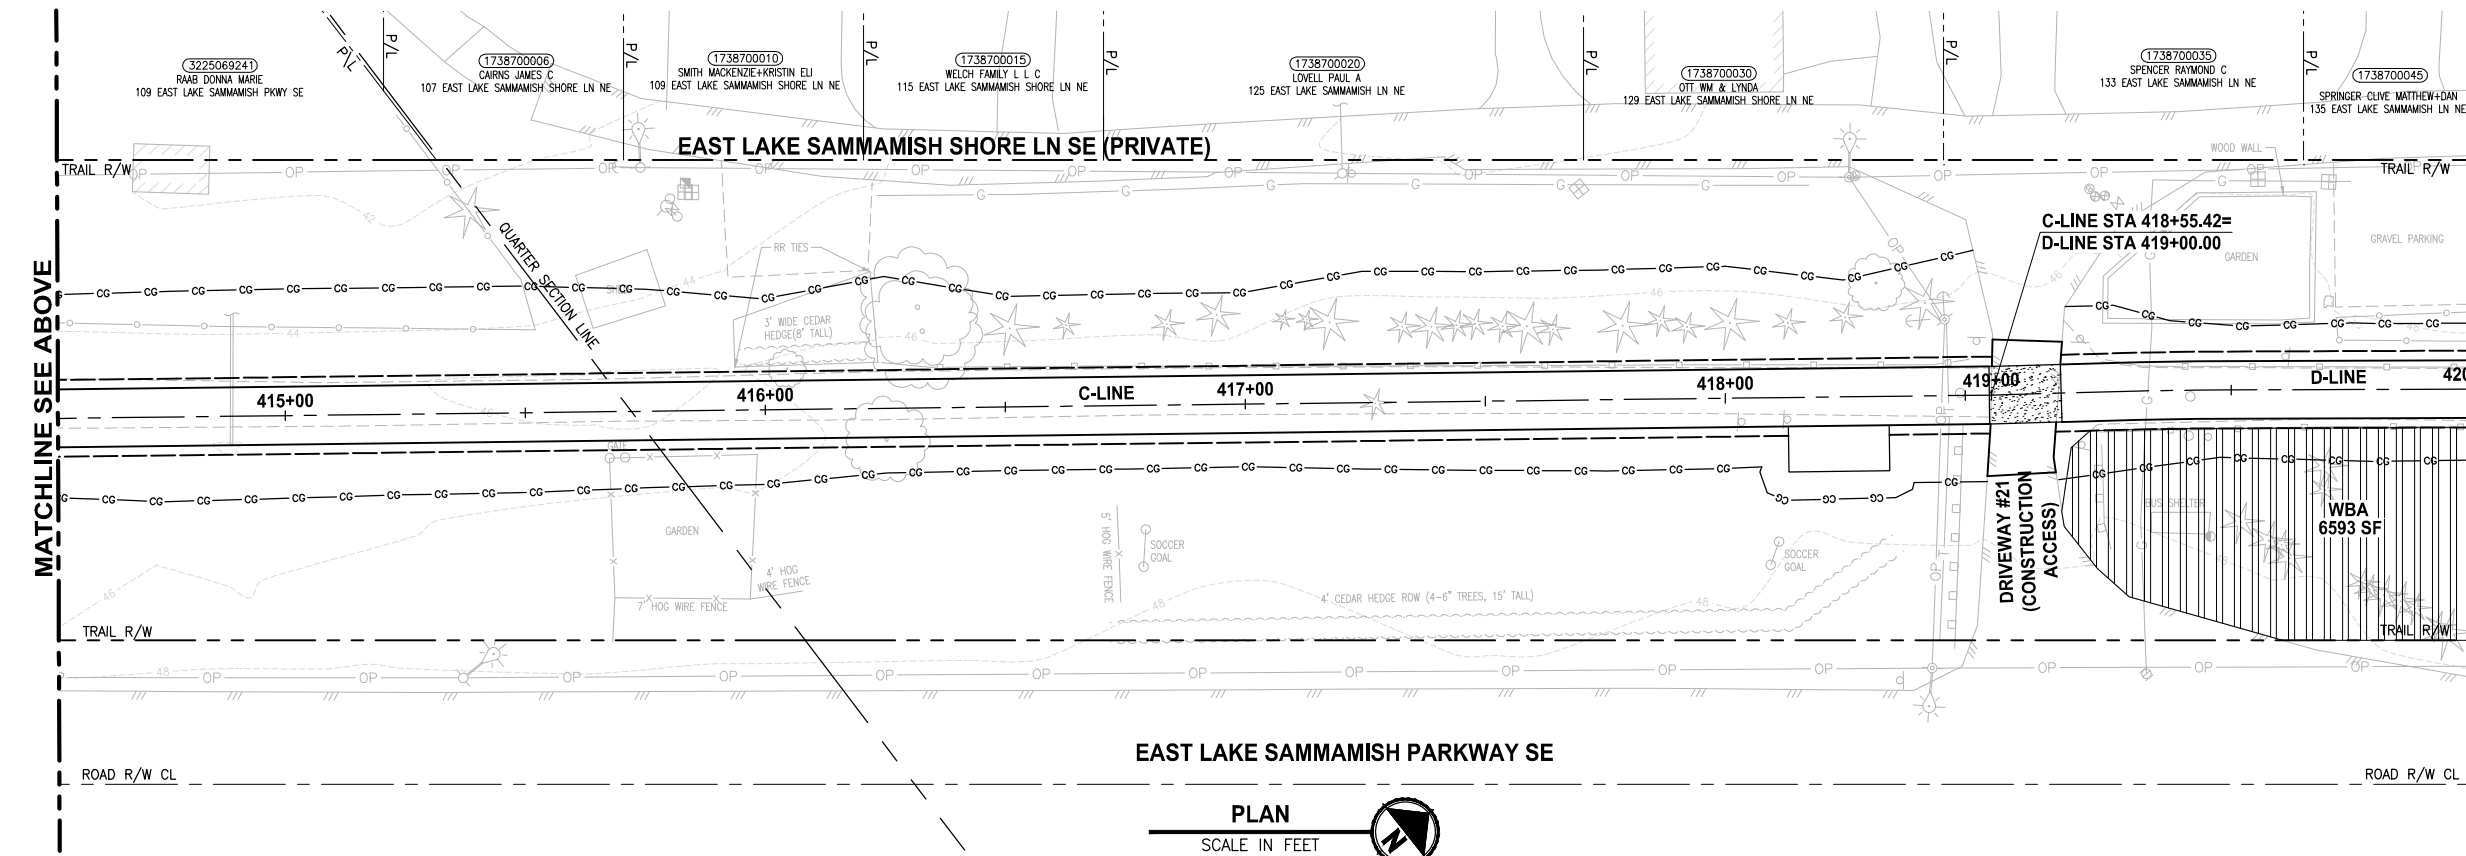 3225069241
RAAB DONNA MARIE
109 EAST LAKE SAMMAMISH PKWY SE
P/L
P/L
1738700006
CAIRNS JAMES C
107 EAST LAKE SAMMAMISH SHORE LN NE
P/L
1738700010
SMITH MACKENZIE+KRISTIN ELI
109 EAST LAKE SAMMAMISH SHORE LN NE
P/L
1738700015
WELCH FAMILY L L C
115 EAST LAKE SAMMAMISH SHORE LN NE
P/L
1738700020
LOVELL PAUL A
125 EAST LAKE SAMMAMISH LN NE
P/L
1738700030
OTT WM & LYNDA
129 EAST LAKE SAMMAMISH SHORE LN NE
P/L
1738700035
SPENCER RAYMOND C
133 EAST LAKE SAMMAMISH LN NE
P/L
1738700045
SPRINGER CLIVE MATTHEW+DAN
135 EAST LAKE SAMMAMISH LN NE
EAST LAKE SAMMAMISH SHORE LN SE (PRIVATE)
TRAIL R/W
TRAIL R/W
WOOD WALL
QUARTER SECTION LINE
RR TIES
C-LINE STA 418+55.42=
D-LINE STA 419+00.00
GARDEN
GRAVEL PARKING
3' WIDE CEDAR
HEDGE(8' TALL)
MATCHLINE SEE ABOVE
415+00
416+00
C-LINE
417+00
418+00
419+00
D-LINE
420
GATE
GARDEN
4' HOG
WIRE FENCE
7' HOG WIRE FENCE
5' HOG WIRE FENCE
SOCCER
GOAL
SOCCER
GOAL
4' CEDAR HEDGE ROW (4-6" TREES, 15' TALL)
DRIVEWAY #21
(CONSTRUCTION
ACCESS)
BUS SHELTER
WBA
6593 SF
TRAIL R/W
TRAIL R/W
EAST LAKE SAMMAMISH PARKWAY SE
ROAD R/W CL
ROAD R/W CL
PLAN
SCALE IN FEET
N